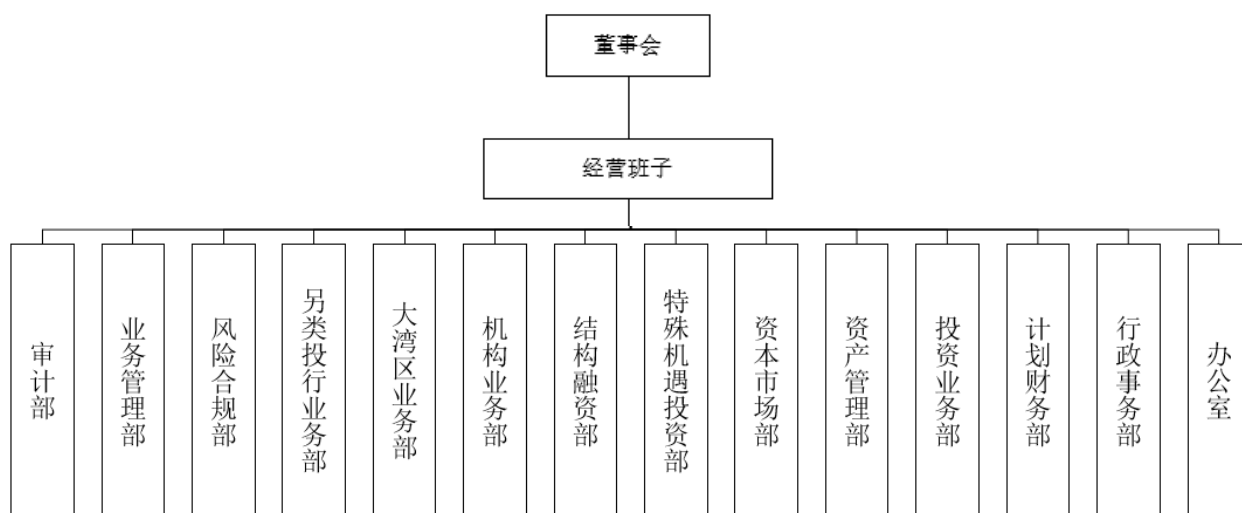 董事会
经营班子
审计部
业务管理部
风险合规部
另类投行业务部
大湾区业务部
机构业务部
结构融资部
特殊机遇投资部
资本市场部
资产管理部
投资业务部
计划财务部
行政事务部
办公室